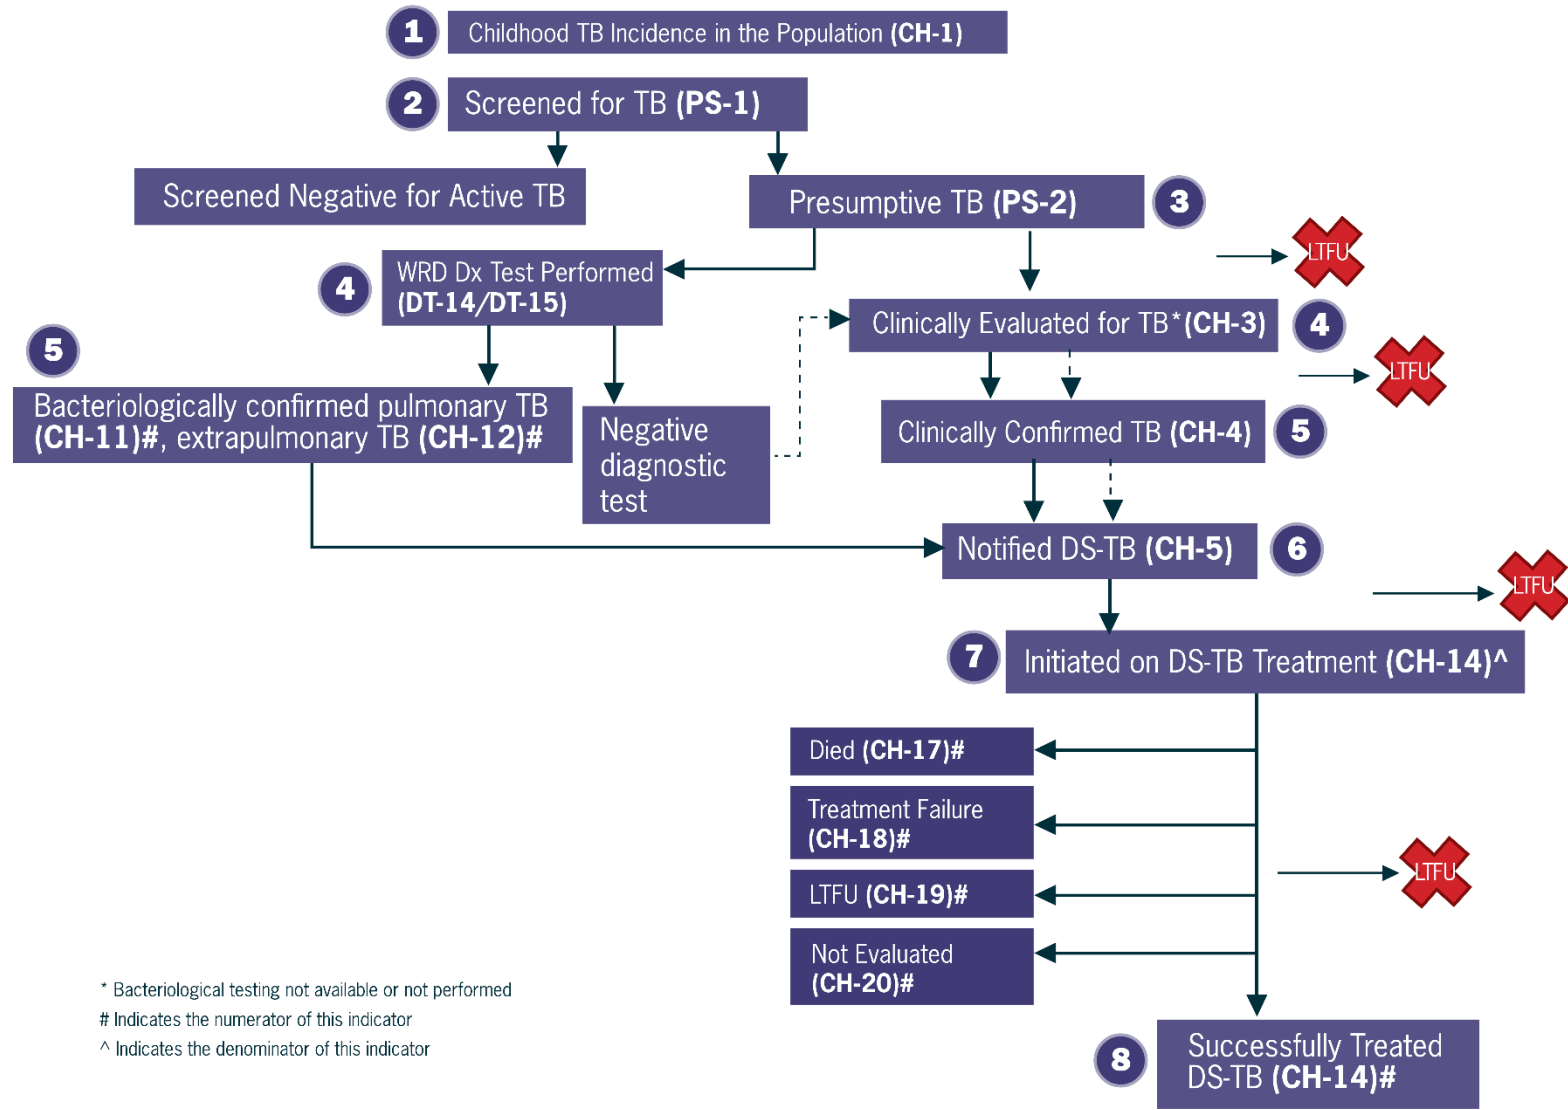 1
Childhood TB Incidence in the Population (CH-1)
2
Screened for TB (PS-1)
Screened Negative for Active TB
Presumptive TB (PS-2)
3
LTFU
4
WRD Dx Test Performed
(DT-14/DT-15)
Clinically Evaluated for TB* (CH-3)
4
LTFU
5
Bacteriologically confirmed pulmonary TB
(CH-11)#, extrapulmonary TB (CH-12)#
Negative
diagnostic
test
Clinically Confirmed TB (CH-4)
5
Notified DS-TB (CH-5)
6
LTFU
7
Initiated on DS-TB Treatment (CH-14)^
Died (CH-17)#
Treatment Failure
(CH-18)#
LTFU (CH-19)#
LTFU
Not Evaluated
(CH-20)#
* Bacteriological testing not available or not performed
# Indicates the numerator of this indicator
^ Indicates the denominator of this indicator
8
Successfully Treated
DS-TB (CH-14)#